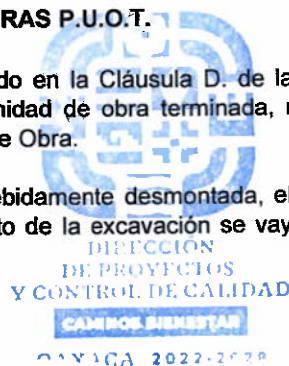 RAS P.U.O.T.
do en la Cláusula D. de la
nidad de obra terminada,
e Obra.
ebidamente desmontada, el
to de la excavación se vay
DIRECCIÓN
DE PROYECTOS
Y CONTROL DE CALIDAD
CAMINOS BIENESTAR
OAXACA 2022-2028